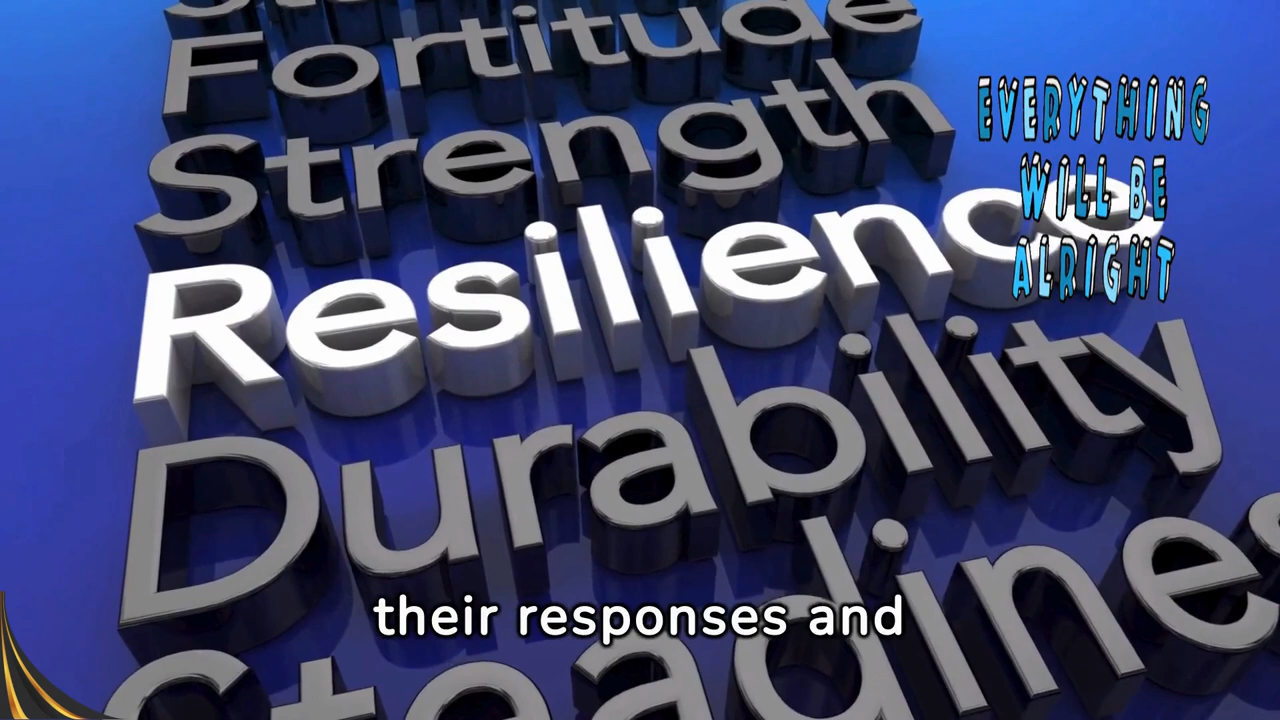 Fortitude
Strength
Resilience
EVERYTHING
WILL BE
ALRIGHT
Durability
their responses and